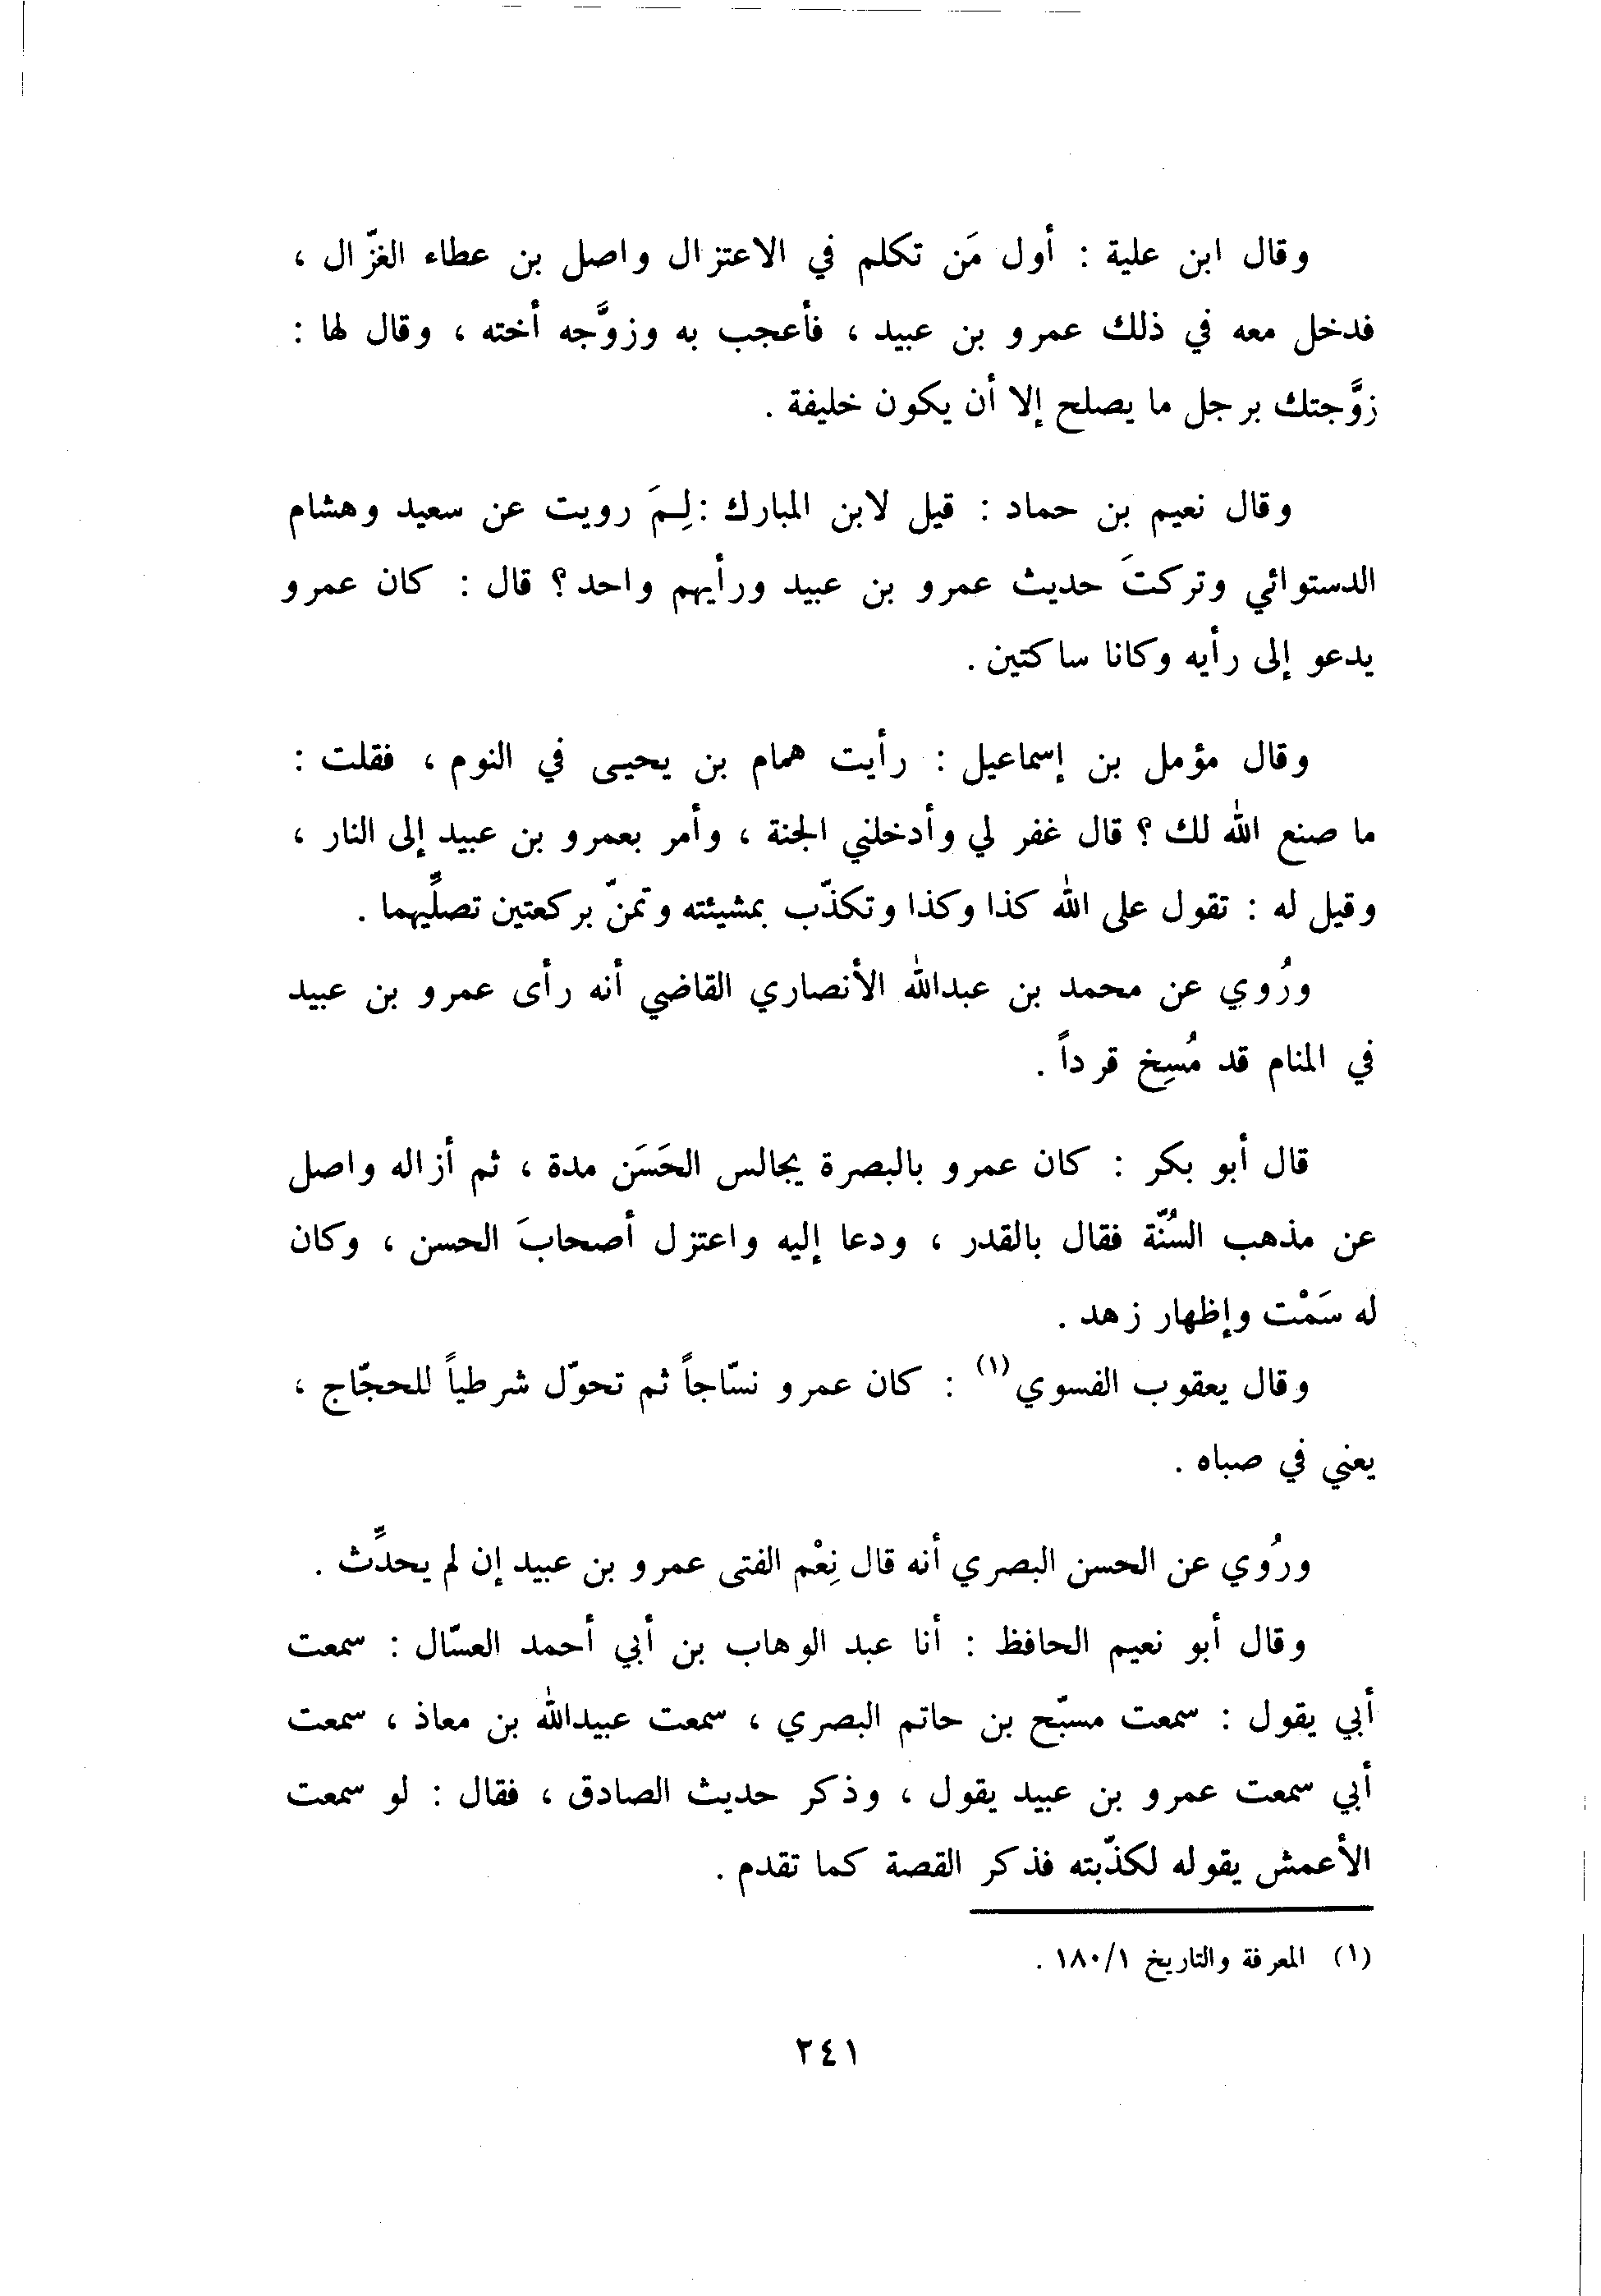 وقال ابن علية : أول مَن تكلم في الاعتزال واصل بن عطاء الغزّال ،
فدخل معه في ذلك عمرو بن عبيد ، فأعجب به وزوَّجه أخته ، وقال لها :
زوَّجتك برجل ما يصلح إلا أن يكون خليفة .
وقال نعيم بن حماد : قيل لابن المبارك : لِمَ رويت عن سعيد وهشام
الدستوائي وتركتَ حديث عمرو بن عبيد ورأيهم واحد ؟ قال : كان عمرو
يدعو إلى رأيه وكانا ساكتين .
وقال مؤمل بن إسماعيل : رأيت همام بن يحيى في النوم ، فقلت :
ما صنع الله لك ؟ قال غفر لي وأدخلني الجنة ، وأمر بعمرو بن عبيد إلى النار ،
وقيل له : تقول على الله كذا وكذا وتكذّب بمشيئته وتمنّ بركعتين تصلِّيهما .
ورُوي عن محمد بن عبدالله الأنصاري القاضي أنه رأى عمرو بن عبيد
في المنام قد مُسِخ قرداً .
قال أبو بكر : كان عمرو بالبصرة يجالس الحَسَن مدة ، ثم أزاله واصل
عن مذهب السُنّة فقال بالقدر ، ودعا إليه واعتزل أصحابَ الحسن ، وكان
له سَمْت وإظهار زهد .
وقال يعقوب الفسوي (١) : كان عمرو نسّاجاً ثم تحوّل شرطياً للحجّاج ،
يعني في صباه .
ورُوي عن الحسن البصري أنه قال نِعْم الفتى عمرو بن عبيد إن لم يحدِّث .
وقال أبو نعيم الحافظ : أنا عبد الوهاب بن أبي أحمد العسّال : سمعت
أبي يقول : سمعت مسبّح بن حاتم البصري ، سمعت عبيدالله بن معاذ ، سمعت
أبي سمعت عمرو بن عبيد يقول ، وذكر حديث الصادق ، فقال : لو سمعت
الأعمش يقوله لكذّبته فذكر القصة كما تقدم .
(١) المعرفة والتاريخ ١/ ١٨٠ .
٢٤١